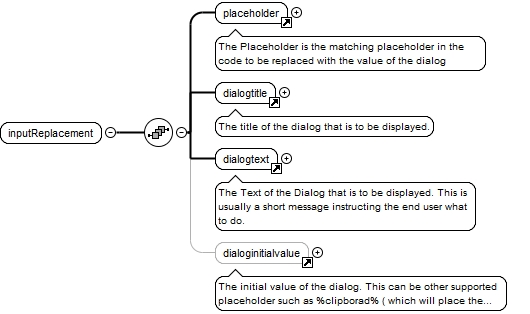 placeholder
The Placeholder is the matching placeholder in the
code to be replaced with the value of the dialog
dialogtitle
The title of the dialog that is to be displayed.
inputReplacement
dialogtext
The Text of the Dialog that is to be displayed. This is
usually a short message instructing the end user what
to do.
dialoginitialvalue
The initial value of the dialog. This can be other supported
placeholder such as %clipborad% ( which will place the...